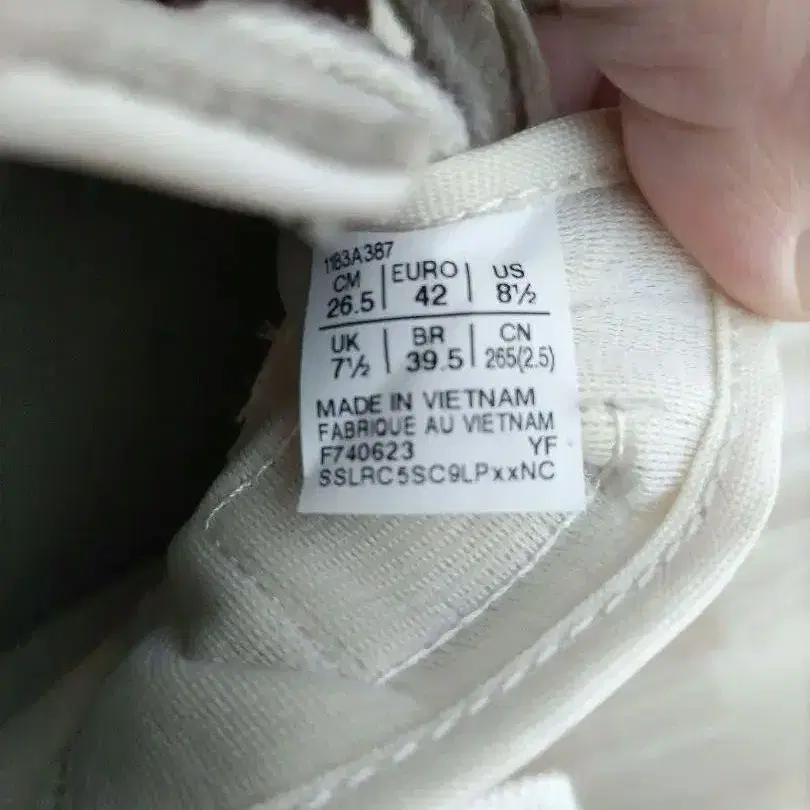 1183A387
CM | EURO | US
26.5 | 42 | 8½
UK | BR | CN
7½ | 39.5 | 265(2.5)
MADE IN VIETNAM
FABRIQUE AU VIETNAM
F740623 YF
SSLRC5SC9LPxxNC